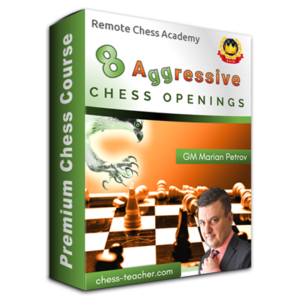 Remote Chess Academy
8 Aggressive
CHESS OPENINGS
GM Marian Petrov
chess-teacher.com
Premium Chess Course